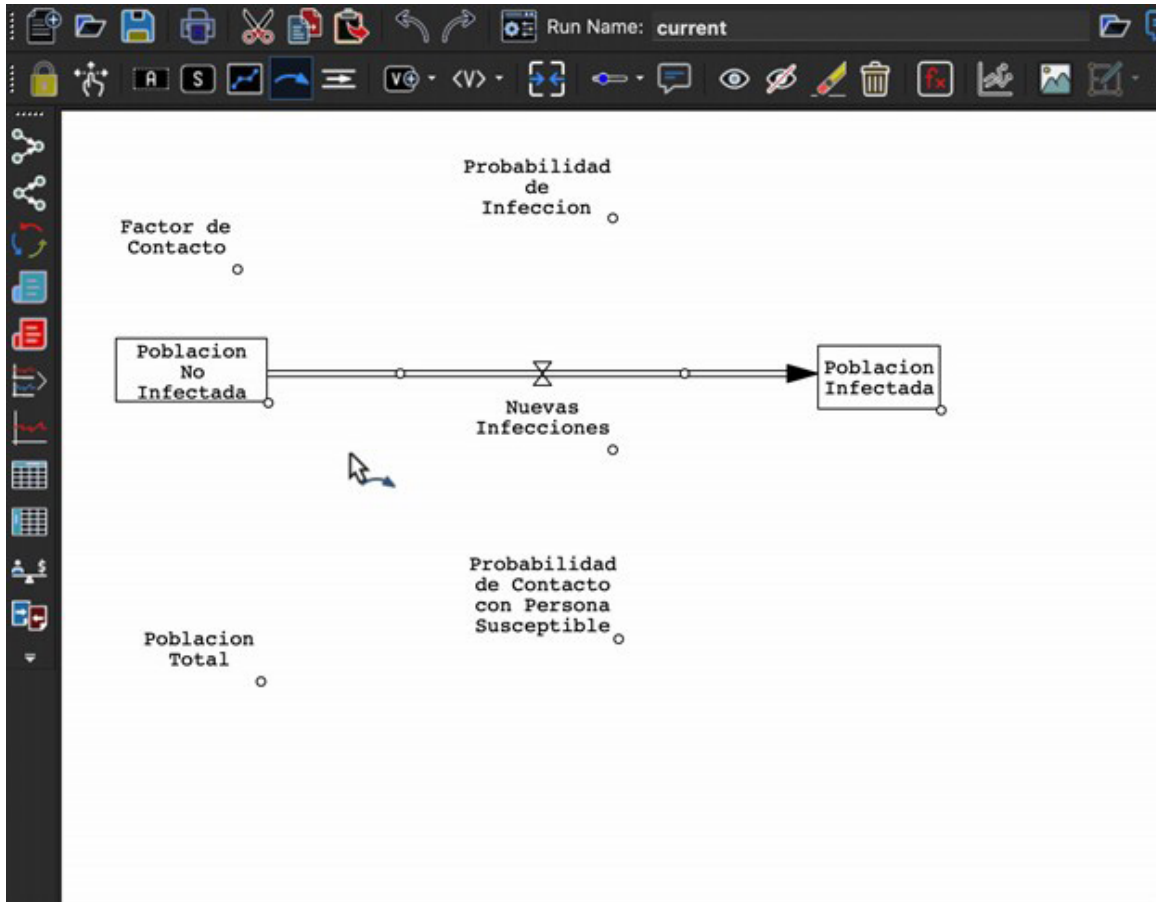 Run Name: current
A
S
V
<V>
fx
Probabilidad
de
Infeccion
Factor de
Contacto
Poblacion
No
Infectada
Poblacion
Infectada
Nuevas
Infecciones
Probabilidad
de Contacto
con Persona
Susceptible
Poblacion
Total
$